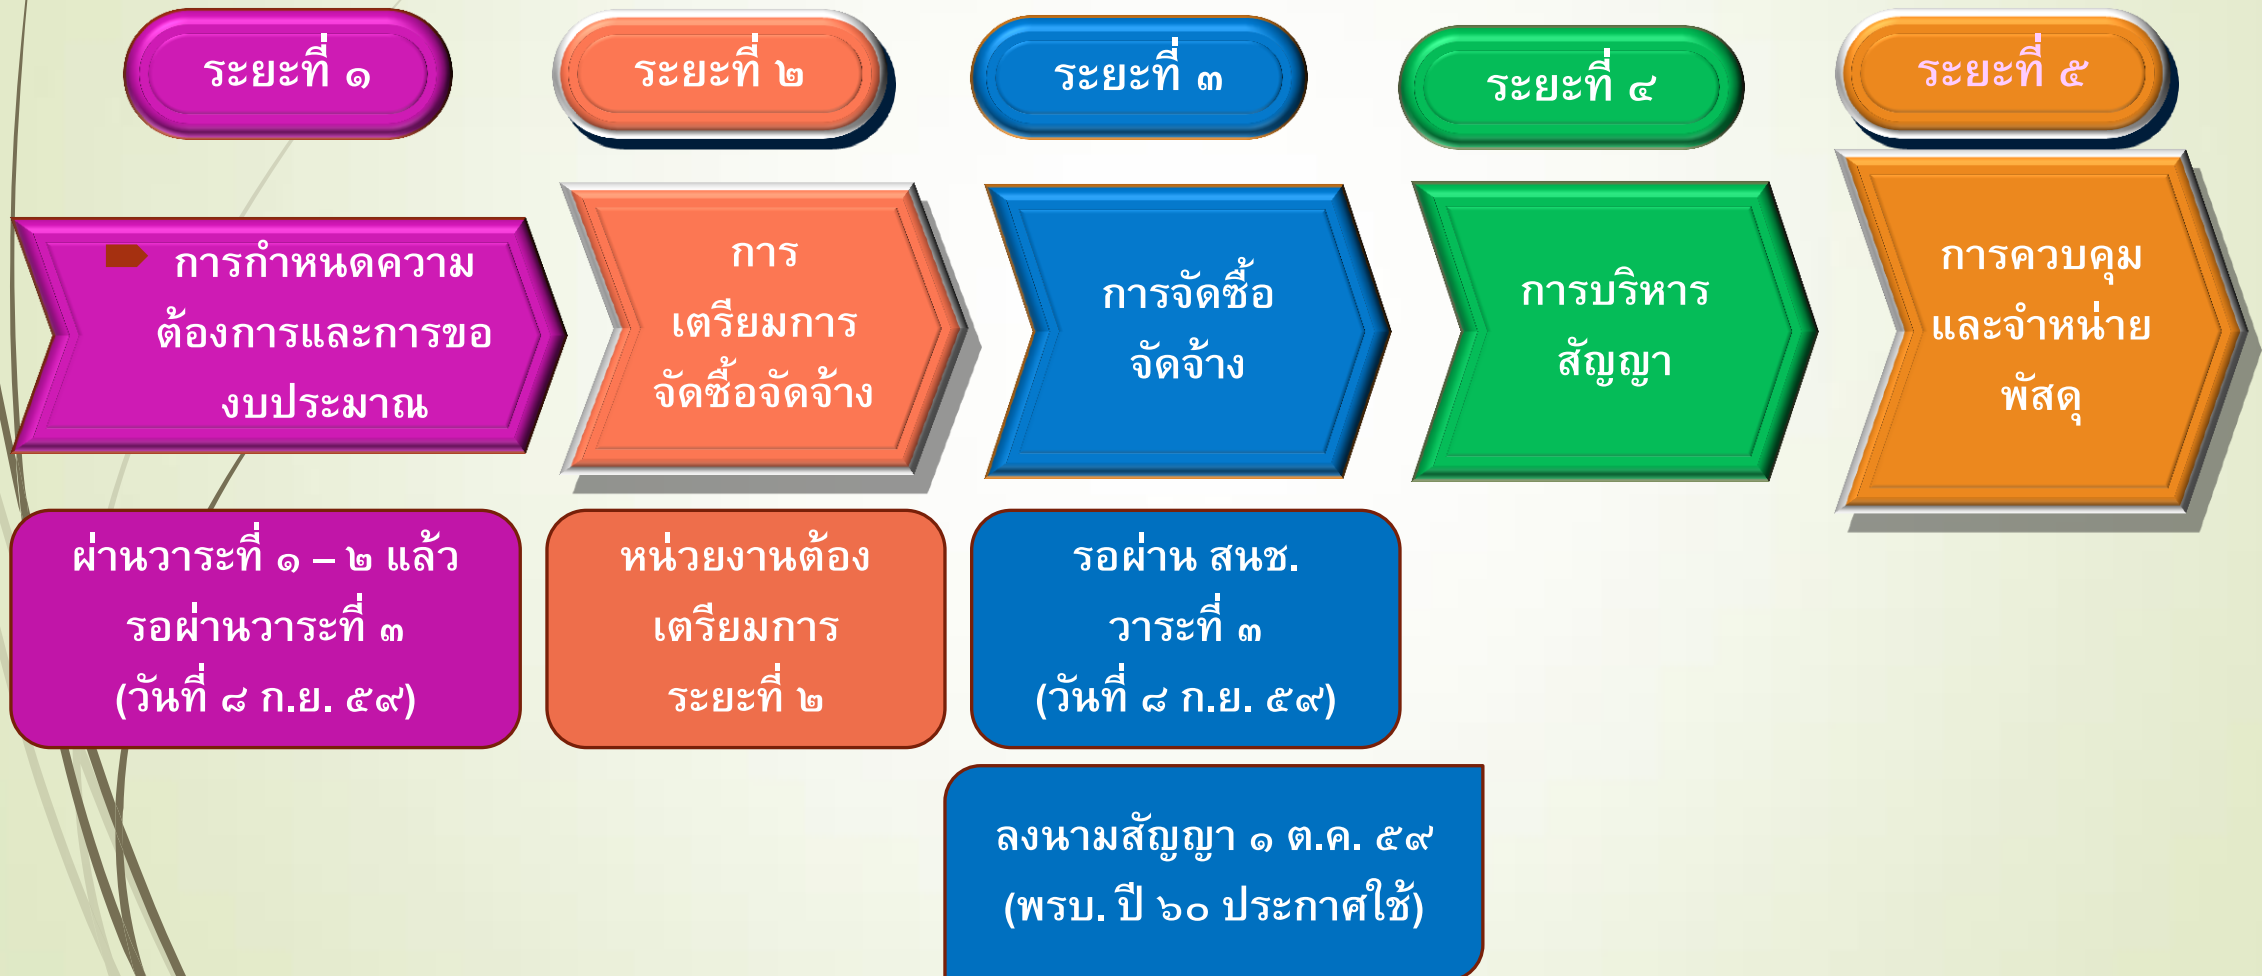 ระยะที่ ๑
ระยะที่ ๒
ระยะที่ ๓
ระยะที่ ๔
ระยะที่ ๕
การกำหนดความ
ต้องการและการขอ
งบประมาณ
การ
เตรียมการ
จัดซื้อจัดจ้าง
การจัดซื้อ
จัดจ้าง
การบริหาร
สัญญา
การควบคุม
และจำหน่าย
พัสดุ
ผ่านวาระที่ ๑ – ๒ แล้ว
รอผ่านวาระที่ ๓
(วันที่ ๘ ก.ย. ๕๙)
หน่วยงานต้อง
เตรียมการ
ระยะที่ ๒
รอผ่าน สนช.
วาระที่ ๓
(วันที่ ๘ ก.ย. ๕๙)
ลงนามสัญญา ๑ ต.ค. ๕๙
(พรบ. ปี ๖๐ ประกาศใช้)